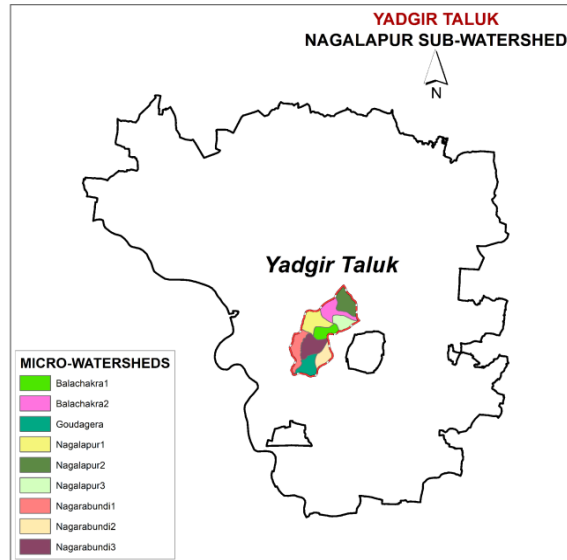 YADGIR TALUK
NAGALAPUR SUB-WATERSHED
N
Yadgir Taluk
MICRO-WATERSHEDS
Balachakra1
Balachakra2
Goudagera
Nagalapur1
Nagalapur2
Nagalapur3
Nagarabundi1
Nagarabundi2
Nagarabundi3